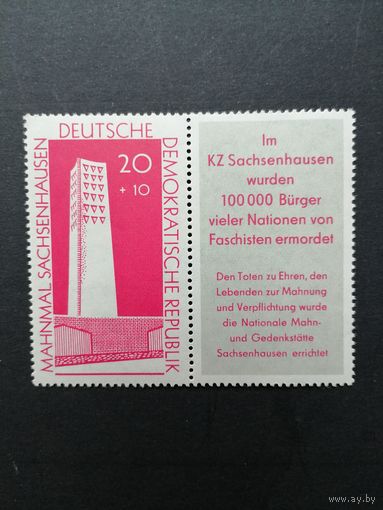 MAHNMAL SACHSENHAUSEN
DEUTSCHE
DEMOKRATISCHE REPUBLIK
20
+ 10
Im
KZ Sachsenhausen
wurden
100 000 Bürger
vieler Nationen von
Faschisten ermordet
Den Toten zu Ehren, den
Lebenden zur Mahnung
und Verpflichtung wurde
die Nationale Mahn-
und Gedenkstätte
Sachsenhausen errichtet
https://www.ay.by